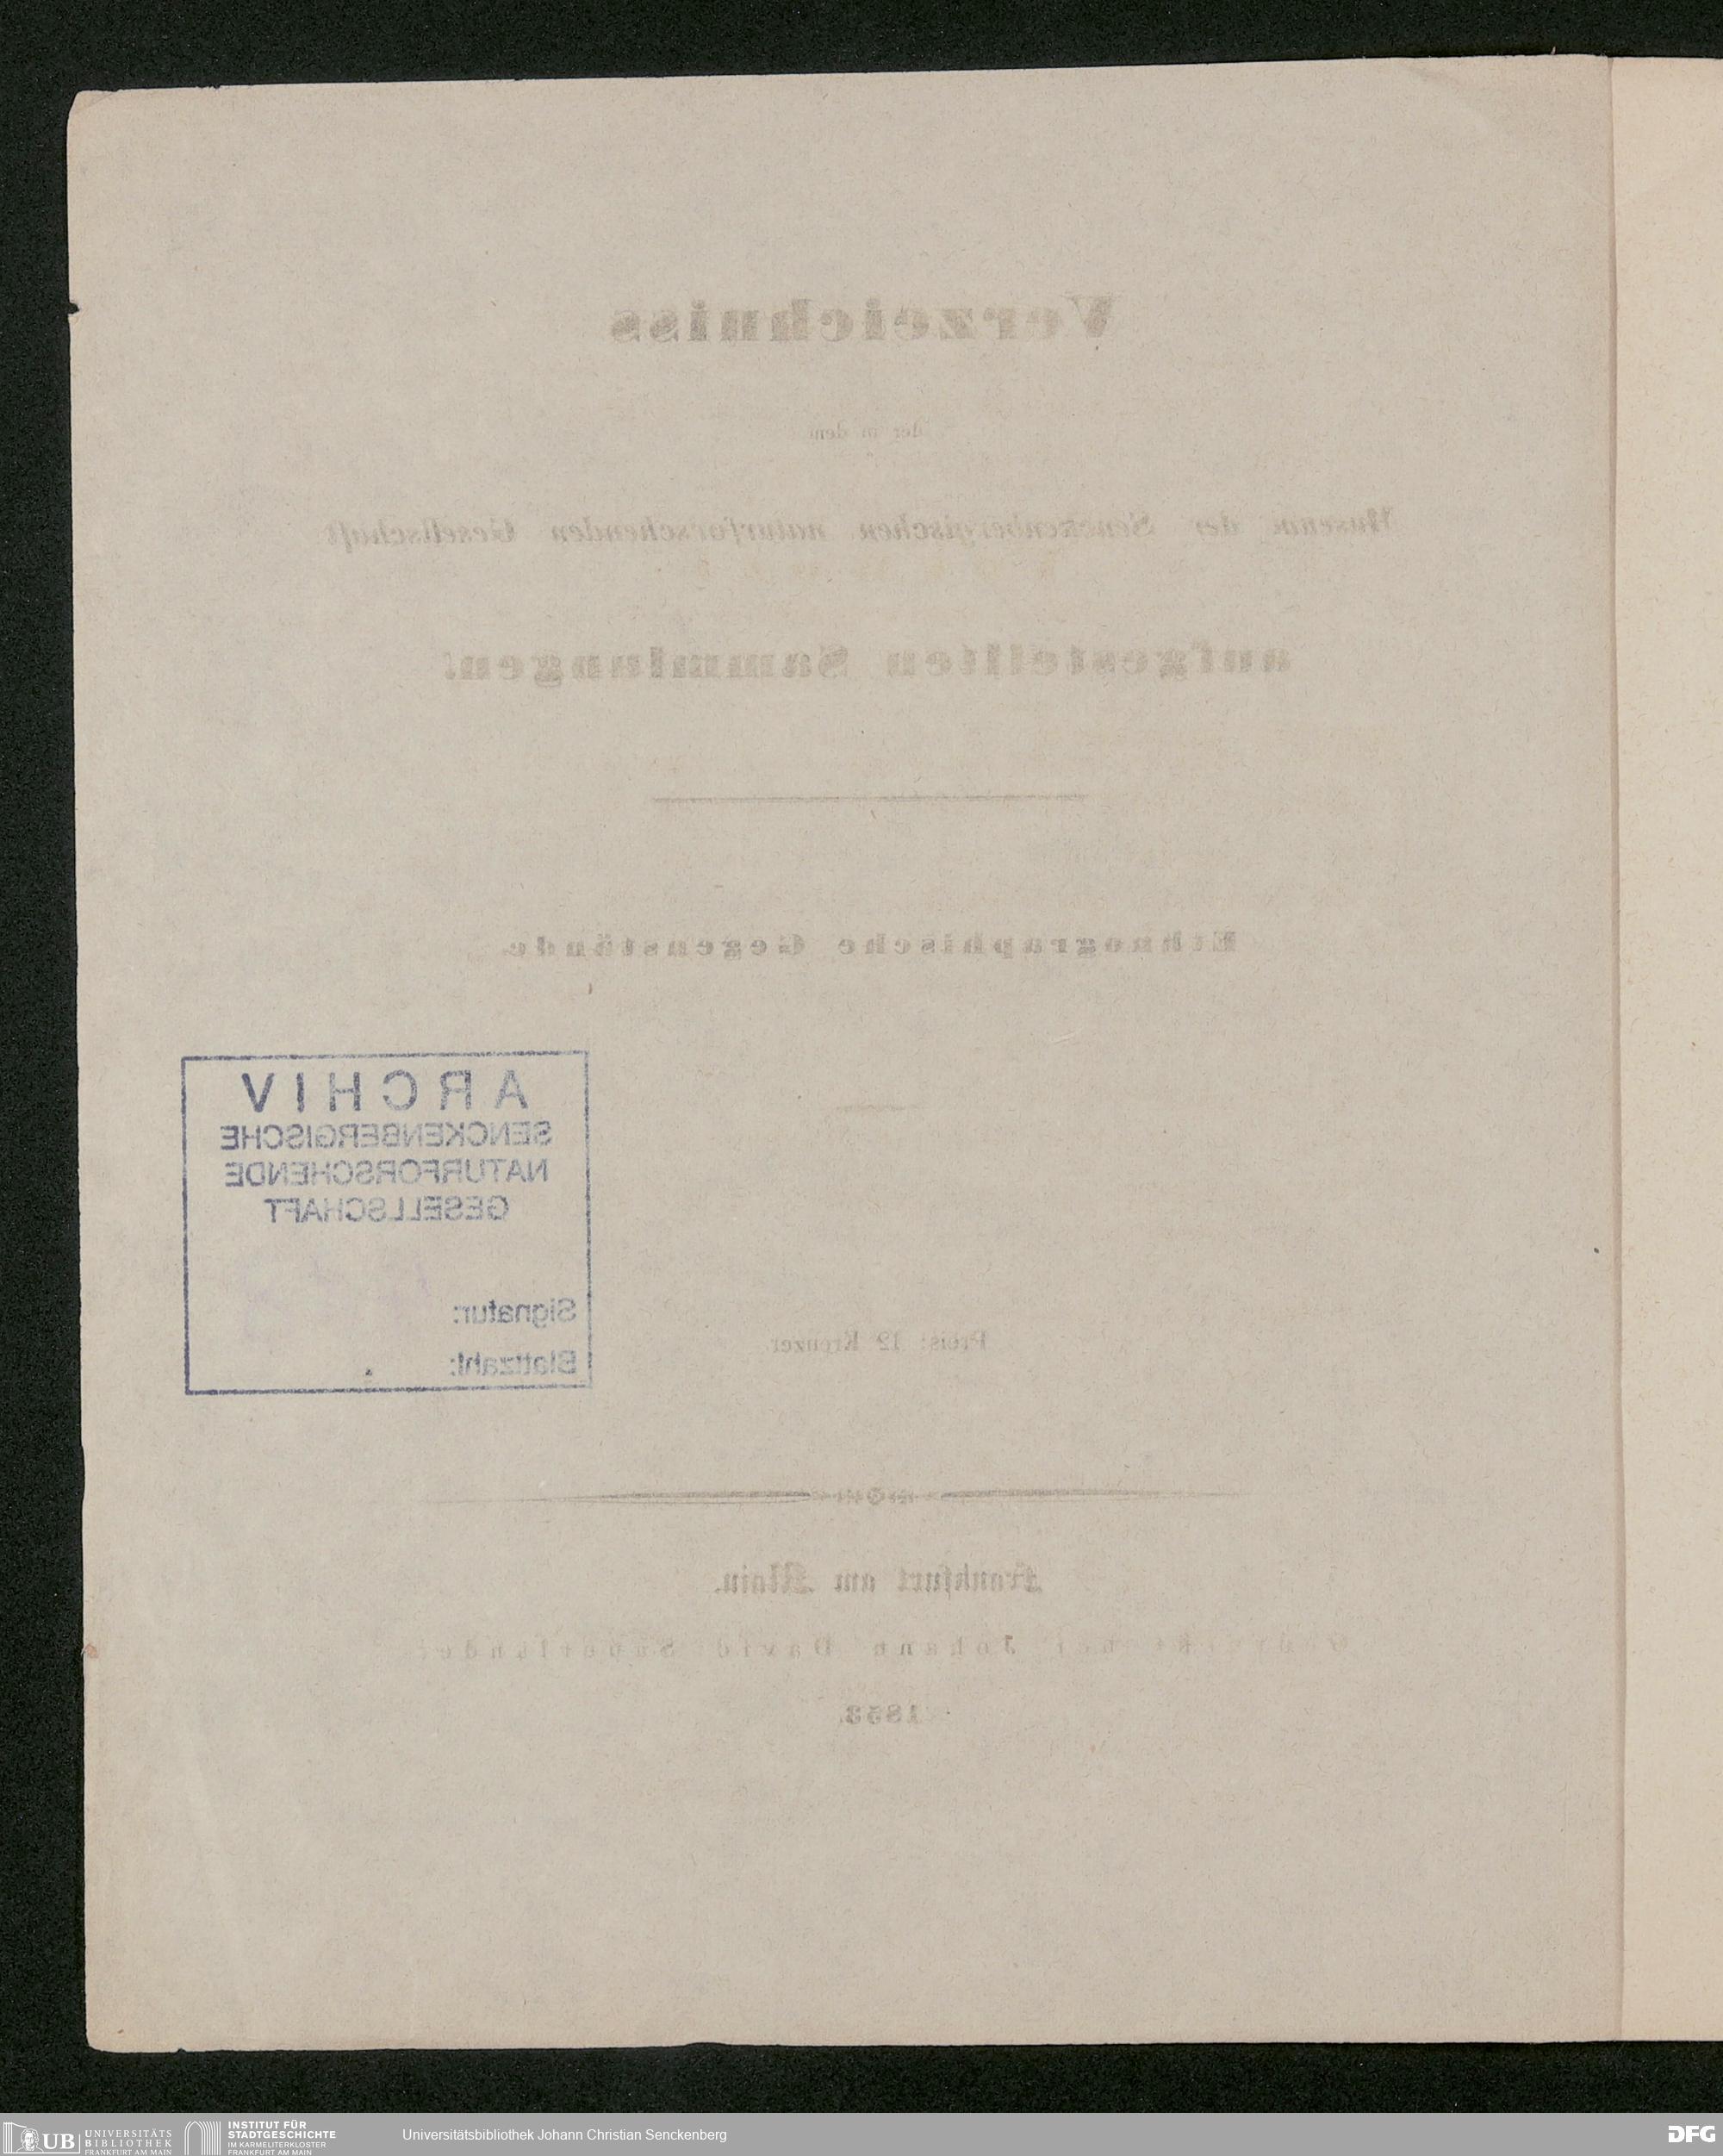 Verzeichniss
der in dem
Museum der Senckenbergischen naturforschenden Gesellschaft
aufgestellten Sammlungen.
Ethnographische Gegenstände.
ARCHIV
SENCKENBERGISCHE
NATURFORSCHENDE
GESELLSCHAFT
Signatur:
Blattzahl:
Preis: 12 Kreuzer.
Frankfurt am Main.
bei Johann David Sauerländer
1853.
UB UNIVERSITÄTS
BIBLIOTHEK
FRANKFURT AM MAIN
INSTITUT FÜR
STADTGESCHICHTE
IM KARMELITERKLOSTER
FRANKFURT AM MAIN
Universitätsbibliothek Johann Christian Senckenberg
DFG